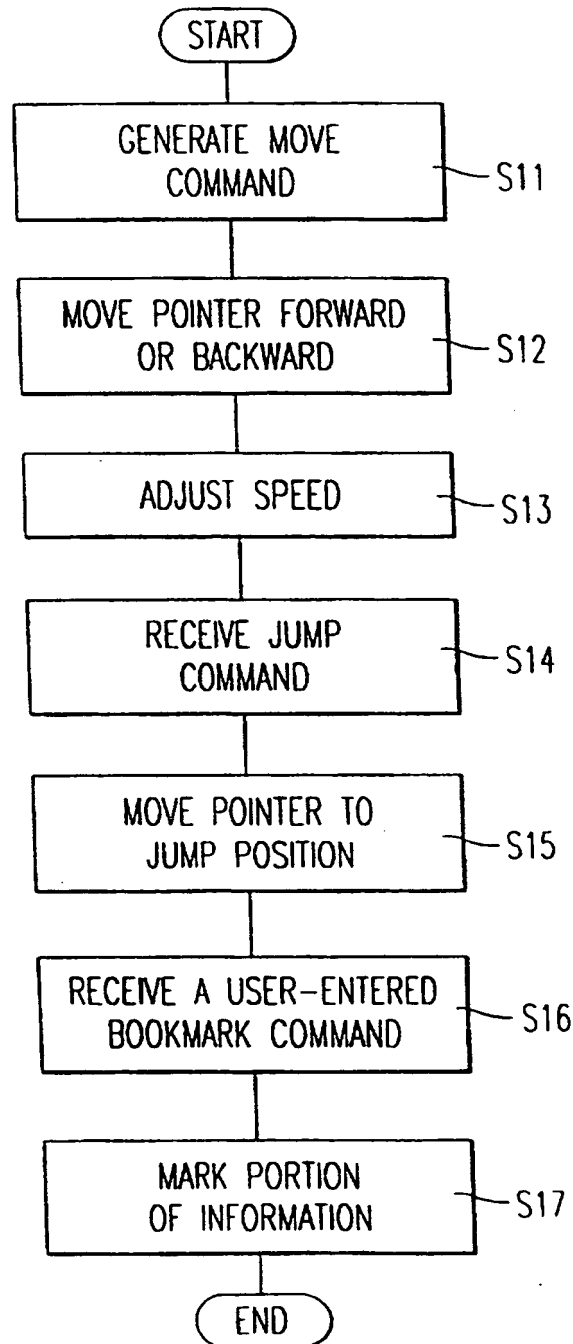 START
GENERATE MOVE
COMMAND
S11
MOVE POINTER FORWARD
OR BACKWARD
S12
ADJUST SPEED
S13
RECEIVE JUMP
COMMAND
S14
MOVE POINTER TO
JUMP POSITION
S15
RECEIVE A USER-ENTERED
BOOKMARK COMMAND
S16
MARK PORTION
OF INFORMATION
S17
END